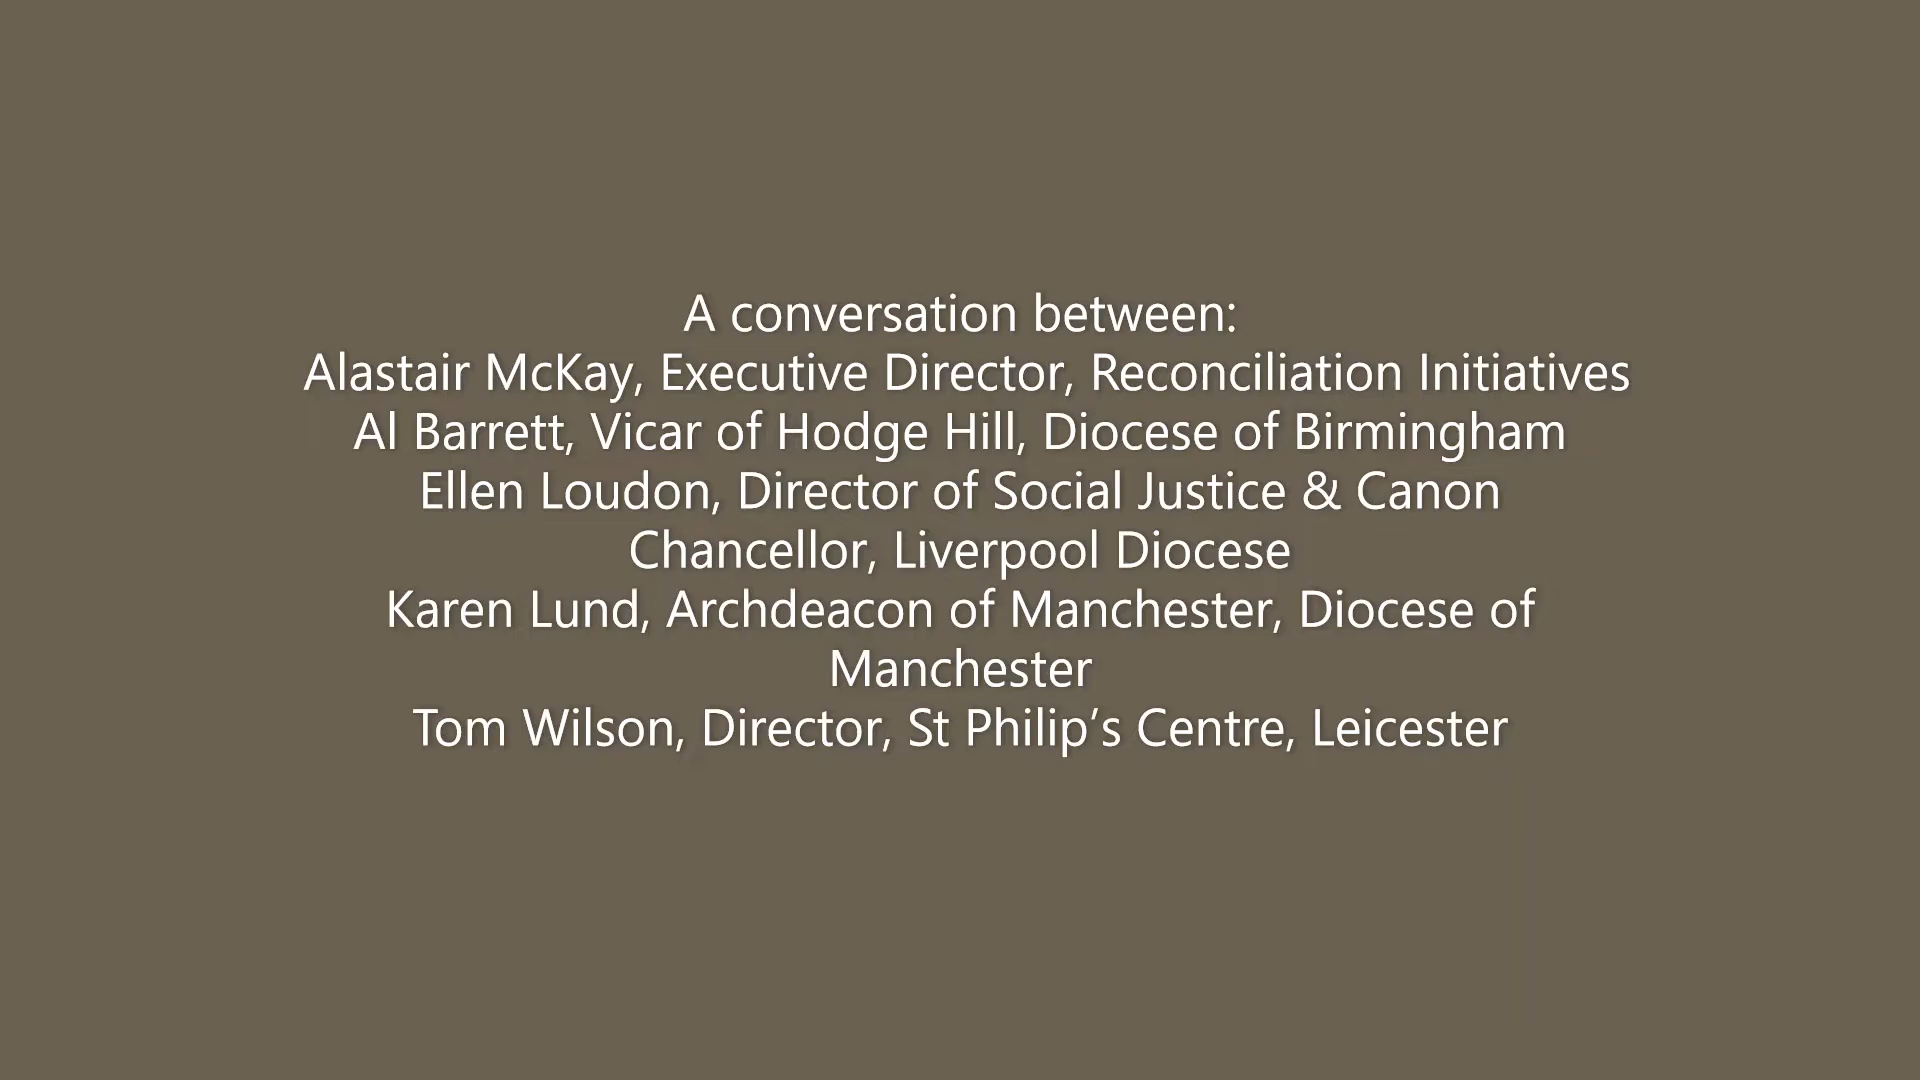 A conversation between:
Alastair McKay, Executive Director, Reconciliation Initiatives
Al Barrett, Vicar of Hodge Hill, Diocese of Birmingham
Ellen Loudon, Director of Social Justice & Canon
Chancellor, Liverpool Diocese
Karen Lund, Archdeacon of Manchester, Diocese of
Manchester
Tom Wilson, Director, St Philip’s Centre, Leicester